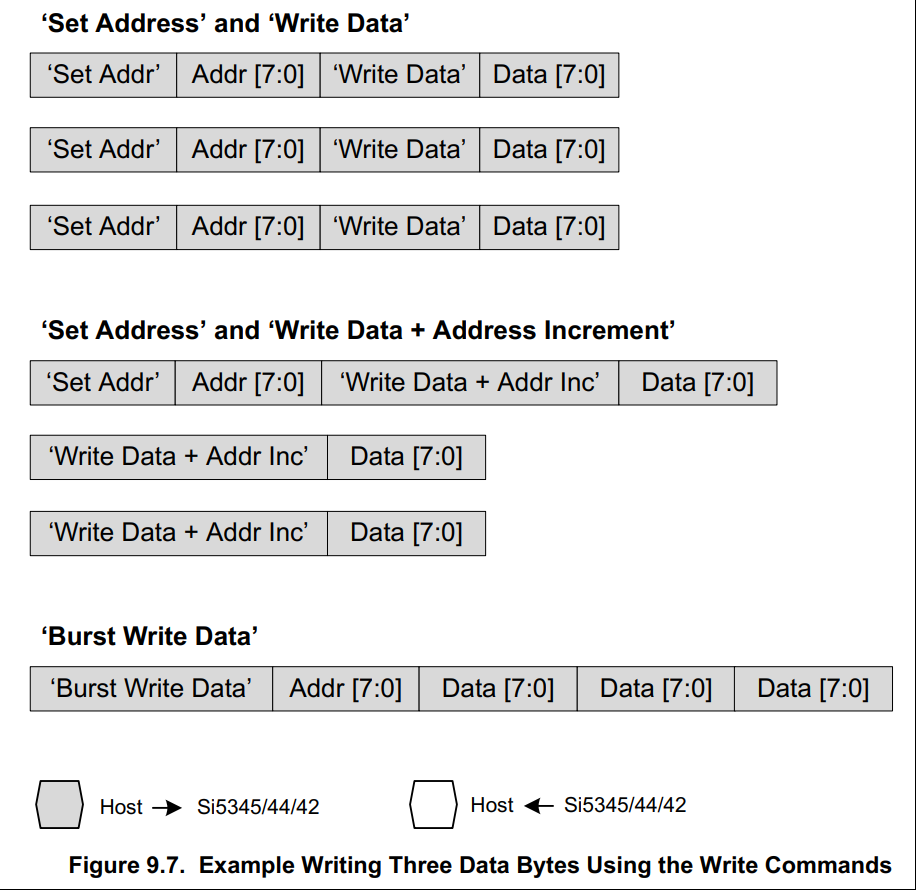 ‘Set Address’ and ‘Write Data’
‘Set Addr’ Addr [7:0] ‘Write Data’ Data [7:0]
‘Set Addr’ Addr [7:0] ‘Write Data’ Data [7:0]
‘Set Addr’ Addr [7:0] ‘Write Data’ Data [7:0]
‘Set Address’ and ‘Write Data + Address Increment’
‘Set Addr’ Addr [7:0] ‘Write Data + Addr Inc’ Data [7:0]
‘Write Data + Addr Inc’ Data [7:0]
‘Write Data + Addr Inc’ Data [7:0]
‘Burst Write Data’
‘Burst Write Data’ Addr [7:0] Data [7:0] Data [7:0] Data [7:0]
Host → Si5345/44/42 Host ← Si5345/44/42
Figure 9.7. Example Writing Three Data Bytes Using the Write Commands